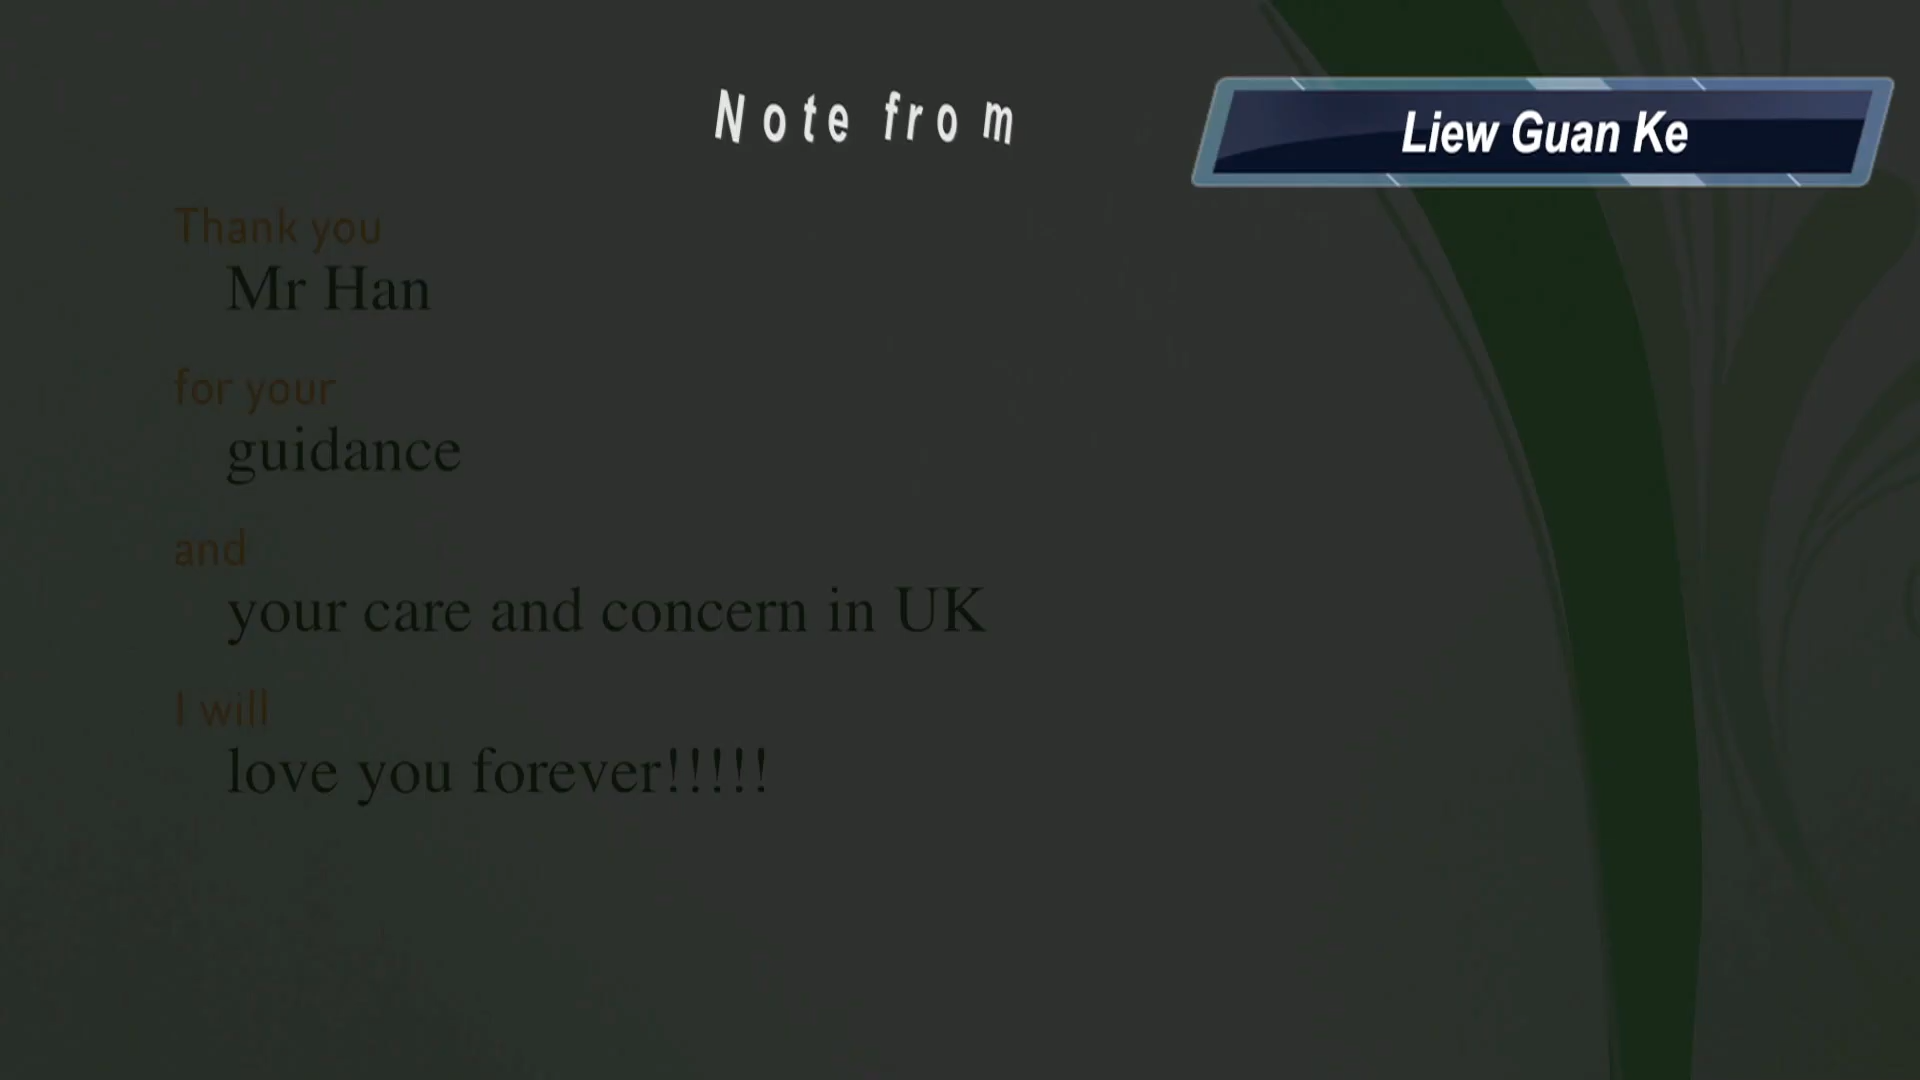 Note from
Liew Guan Ke
Thank you
Mr Han
for your
guidance
and
your care and concern in UK
I will
love you forever!!!!!